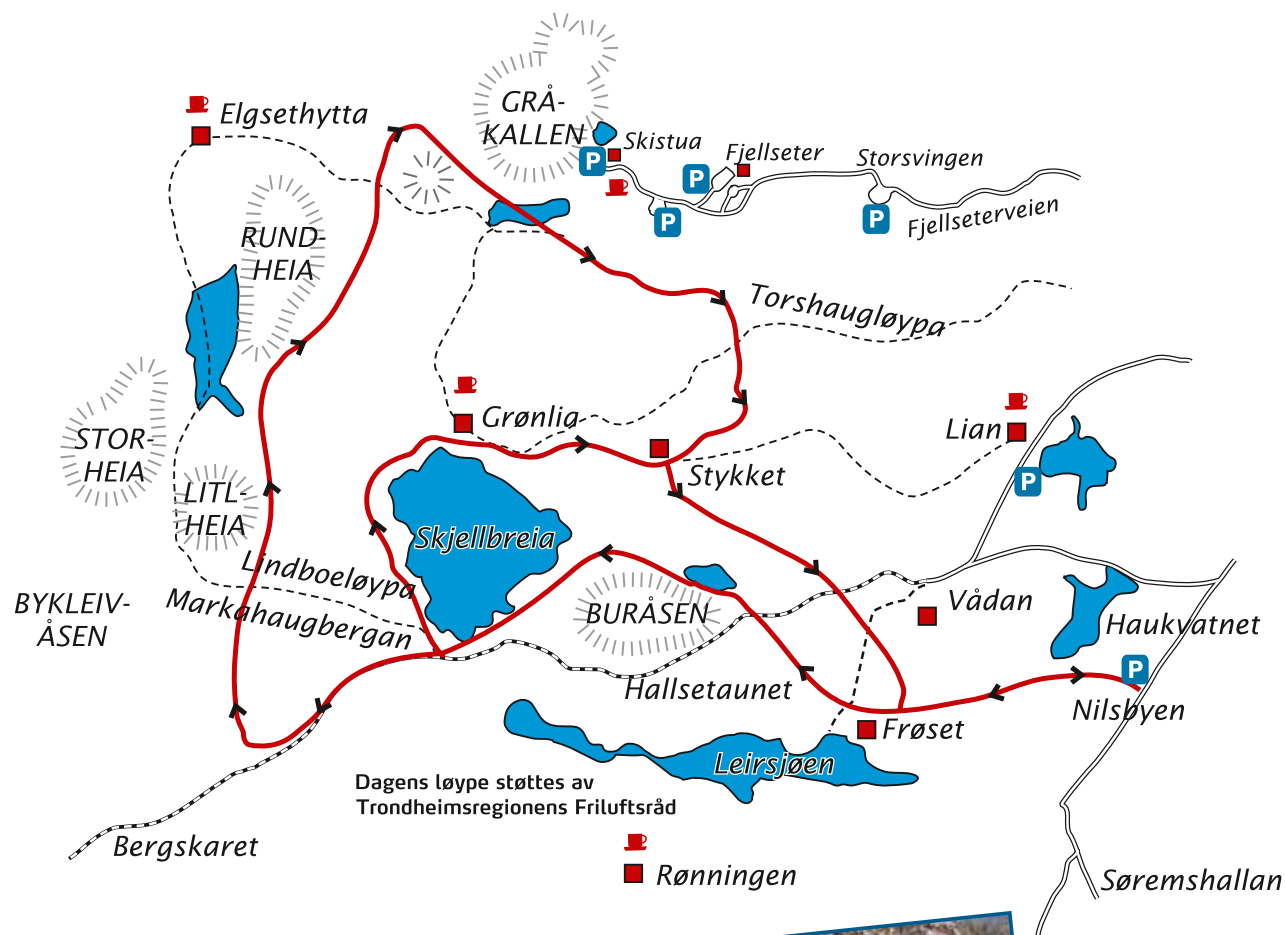 GRÅ-
KALLEN
Elgsethytta
P
Skistua
P
Fjellseter
Storsvingen
P
P
Fjellseterveien
RUND-
HEIA
Torshaugløypa
STOR-
HEIA
Grønlia
Lian
P
LITL-
HEIA
Stykket
Skjellbreia
Lindboeløypa
Markahaugbergan
BYKLEIV-
ÅSEN
BURÅSEN
Vådan
Haukvatnet
P
Hallsetaunet
Nilsbyen
Frøset
Leirsjøen
Dagens løype støttes av
Trondheimsregionens Friluftsråd
Bergskaret
Rønningen
Søremshallan